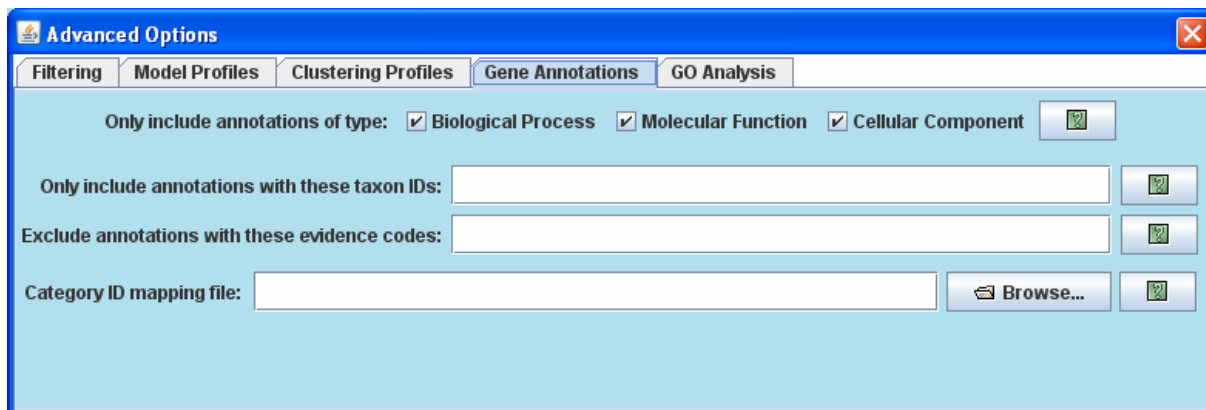 Advanced Options
Filtering Model Profiles Clustering Profiles Gene Annotations GO Analysis
Only include annotations of type: Biological Process Molecular Function Cellular Component
Only include annotations with these taxon IDs:
Exclude annotations with these evidence codes:
Category ID mapping file: Browse...